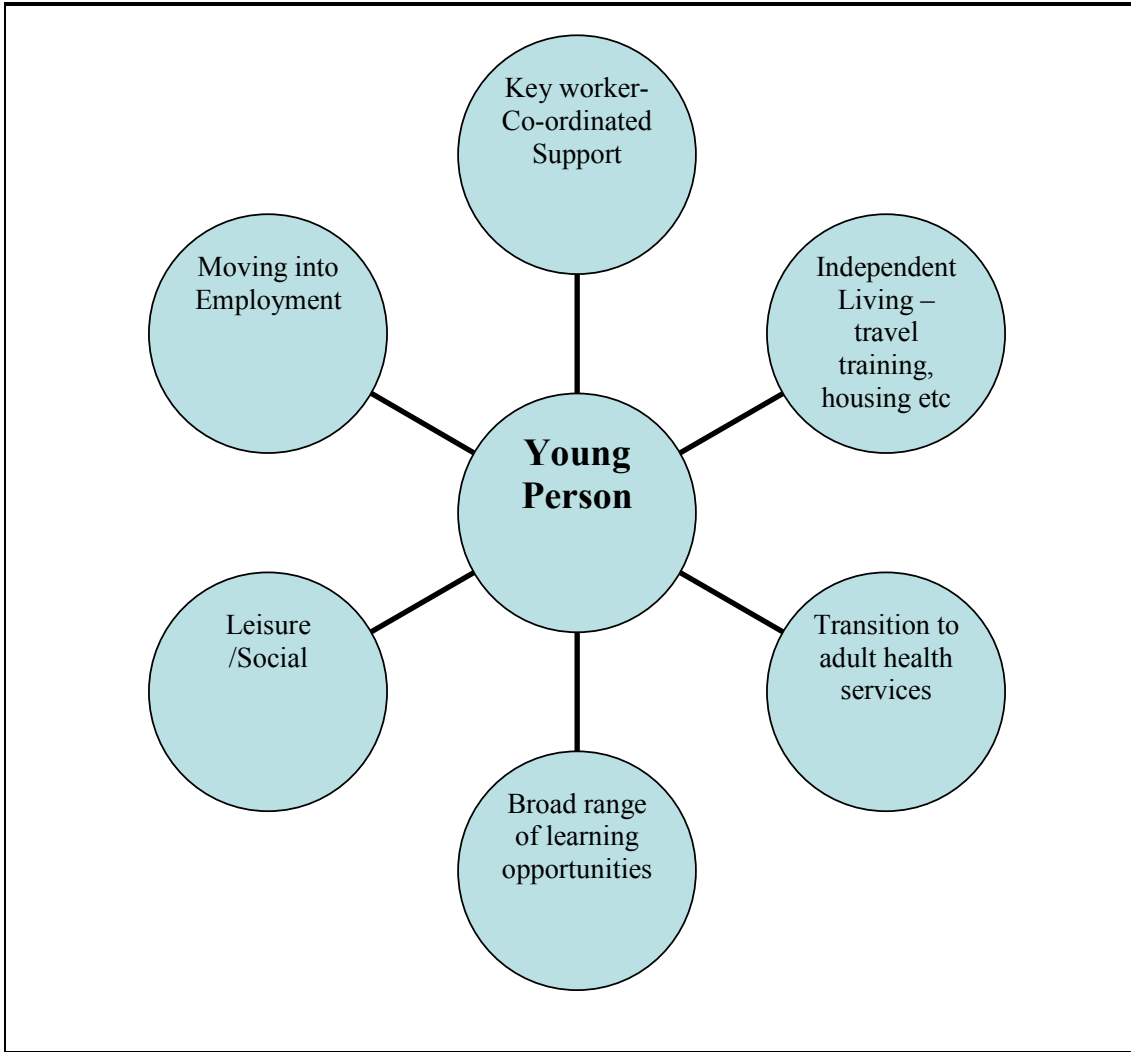 Key worker-
Co-ordinated
Support
Moving into
Employment
Independent
Living –
travel
training,
housing etc
Young
Person
Leisure
/Social
Transition to
adult health
services
Broad range
of learning
opportunities